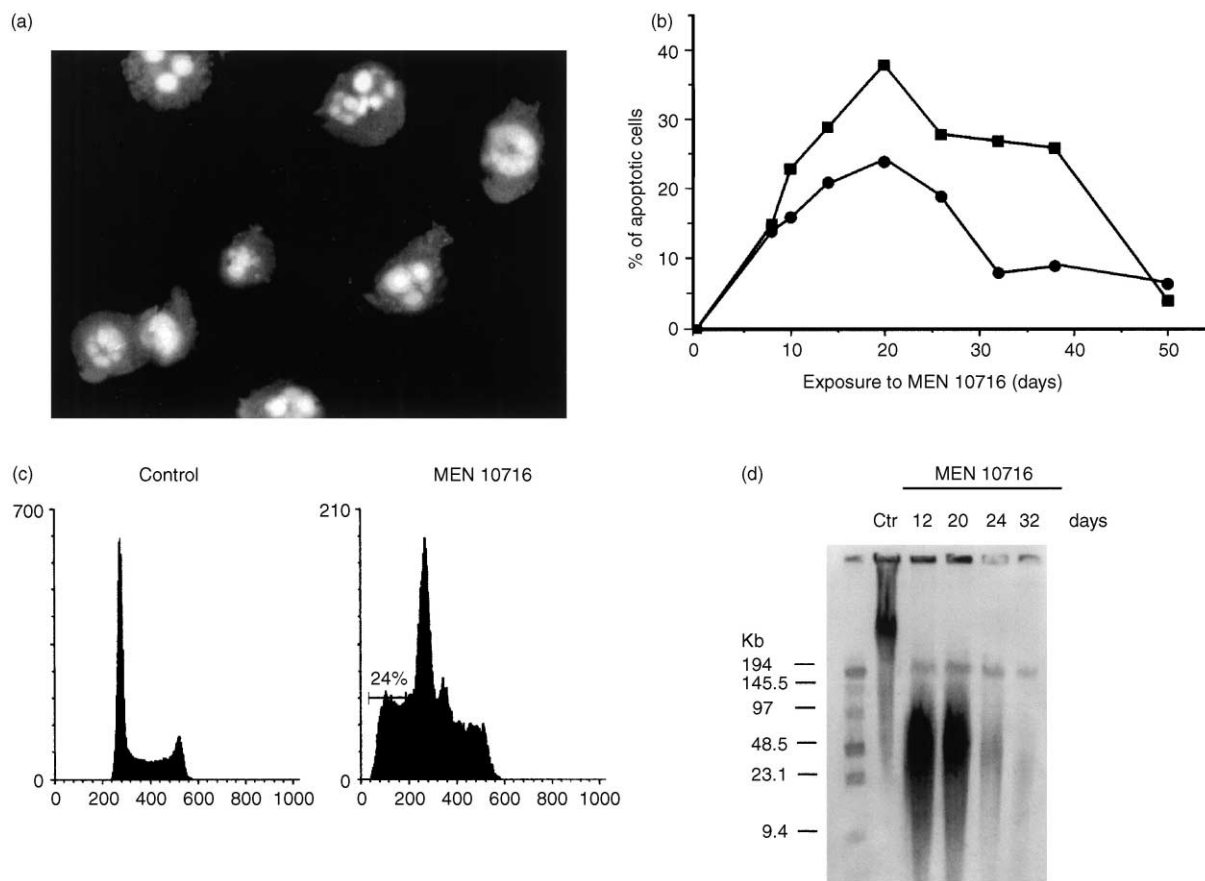 (a)
(b)
40
30
20
10
0
% of apoptotic cells
0 10 20 30 40 50
Exposure to MEN 10716 (days)
(c)
Control
700
0
0 200 400 600 800 1000
MEN 10716
210
24%
0
0 200 400 600 800 1000
(d)
MEN 10716
Ctr 12 20 24 32 days
Kb
194
145.5
97
48.5
23.1
9.4